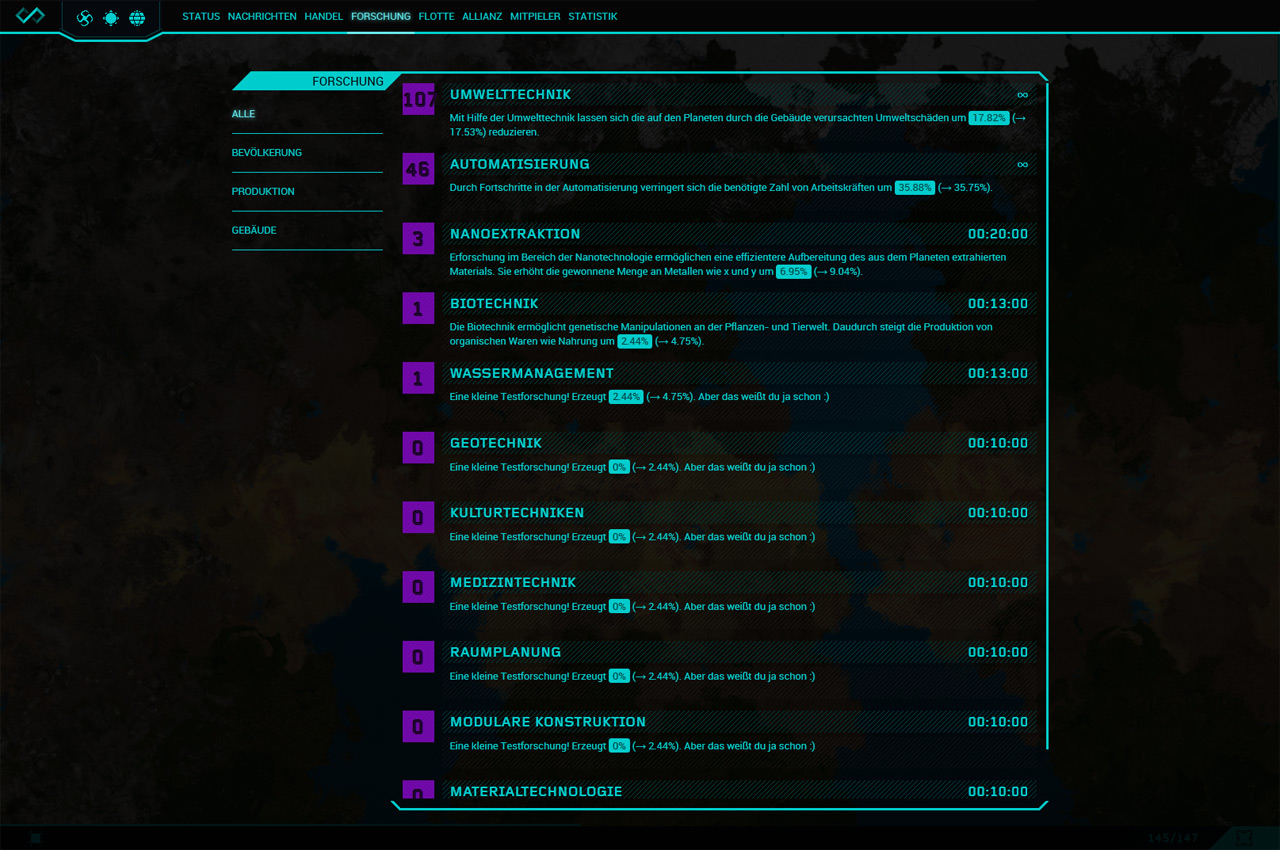 STATUS NACHRICHTEN HANDEL FORSCHUNG FLOTTE ALLIANZ MITPIELER STATISTIK
FORSCHUNG
ALLE
BEVÖLKERUNG
PRODUKTION
GEBÄUDE
107 UMWELTTECHNIK ∞
Mit Hilfe der Umwelttechnik lassen sich die auf den Planeten durch die Gebäude verursachten Umweltschäden um 17.82% (→
17.53%) reduzieren.
46 AUTOMATISIERUNG ∞
Durch Fortschritte in der Automatisierung verringert sich die benötigte Zahl von Arbeitskräften um 35.88% (→ 35.75%).
3 NANOEXTRAKTION 00:20:00
Erforschung im Bereich der Nanotechnologie ermöglichen eine effizientere Aufbereitung des aus dem Planeten extrahierten
Materials. Sie erhöht die gewonnene Menge an Metallen wie x und y um 6.95% (→ 9.04%).
1 BIOTECHNIK 00:13:00
Die Biotechnik ermöglicht genetische Manipulationen an der Pflanzen- und Tierwelt. Daudurch steigt die Produktion von
organischen Waren wie Nahrung um 2.44% (→ 4.75%).
1 WASSERMANAGEMENT 00:13:00
Eine kleine Testforschung! Erzeugt 2.44% (→ 4.75%). Aber das weißt du ja schon :)
0 GEOTECHNIK 00:10:00
Eine kleine Testforschung! Erzeugt 0% (→ 2.44%). Aber das weißt du ja schon :)
0 KULTURTECHNIKEN 00:10:00
Eine kleine Testforschung! Erzeugt 0% (→ 2.44%). Aber das weißt du ja schon :)
0 MEDIZINTECHNIK 00:10:00
Eine kleine Testforschung! Erzeugt 0% (→ 2.44%). Aber das weißt du ja schon :)
0 RAUMPLANUNG 00:10:00
Eine kleine Testforschung! Erzeugt 0% (→ 2.44%). Aber das weißt du ja schon :)
0 MODULARE KONSTRUKTION 00:10:00
Eine kleine Testforschung! Erzeugt 0% (→ 2.44%). Aber das weißt du ja schon :)
0 MATERIALTECHNOLOGIE 00:10:00
145/147